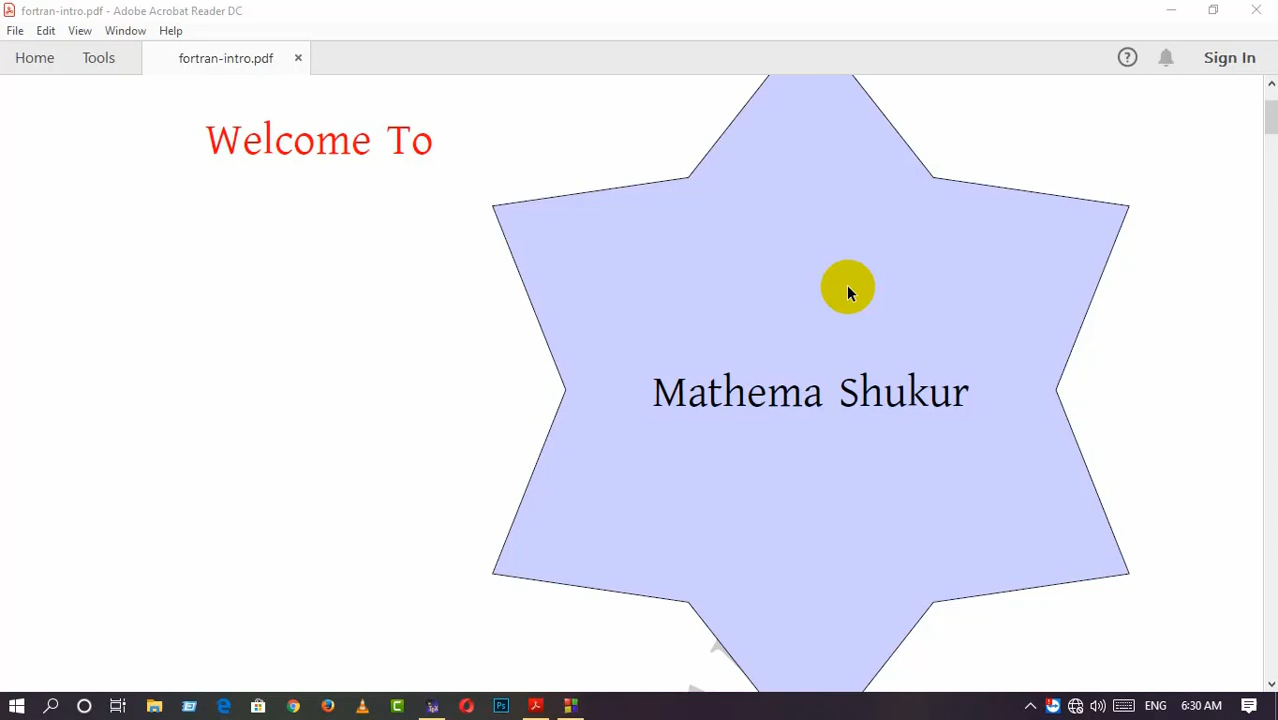 fortran-intro.pdf - Adobe Acrobat Reader DC
File Edit View Window Help
Home Tools fortran-intro.pdf × ? Sign In
Welcome To
Mathema Shukur
Ps ENG 6:30 AM